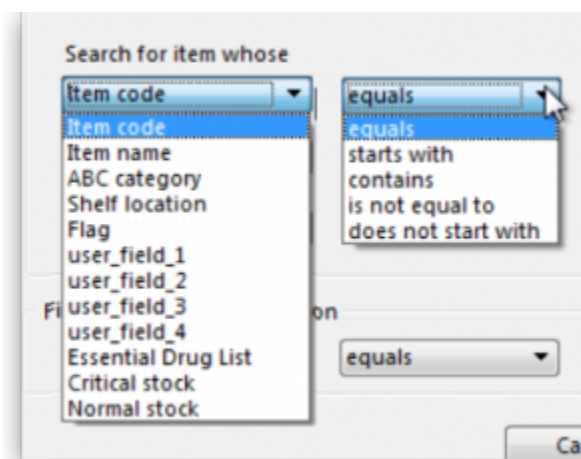 Search for item whose
Item code
equals
Item code
Item name
ABC category
Shelf location
Flag
user_field_1
user_field_2
user_field_3
user_field_4
Essential Drug List
Critical stock
Normal stock
equals
starts with
contains
is not equal to
does not start with
Fi
on
equals
Ca